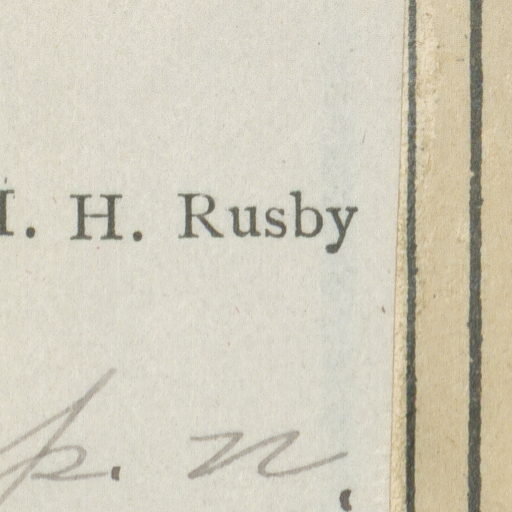 H. H. Rusby
p. n.